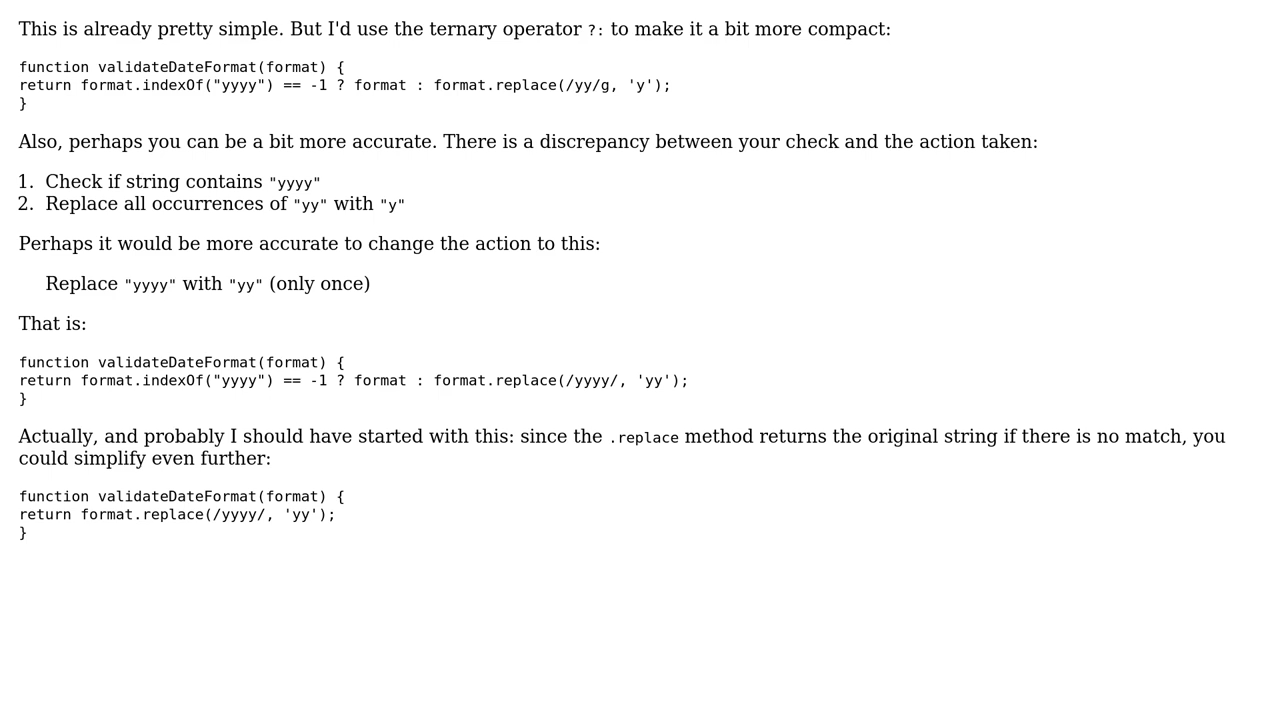 This is already pretty simple. But I'd use the ternary operator ?: to make it a bit more compact:
function validateDateFormat(format) {
return format.indexOf("yyyy") == -1 ? format : format.replace(/yy/g, 'y');
}
Also, perhaps you can be a bit more accurate. There is a discrepancy between your check and the action taken:
1. Check if string contains "yyyy"
2. Replace all occurrences of "yy" with "y"
Perhaps it would be more accurate to change the action to this:
Replace "yyyy" with "yy" (only once)
That is:
function validateDateFormat(format) {
return format.indexOf("yyyy") == -1 ? format : format.replace(/yyyy/, 'yy');
}
Actually, and probably I should have started with this: since the .replace method returns the original string if there is no match, you
could simplify even further:
function validateDateFormat(format) {
return format.replace(/yyyy/, 'yy');
}